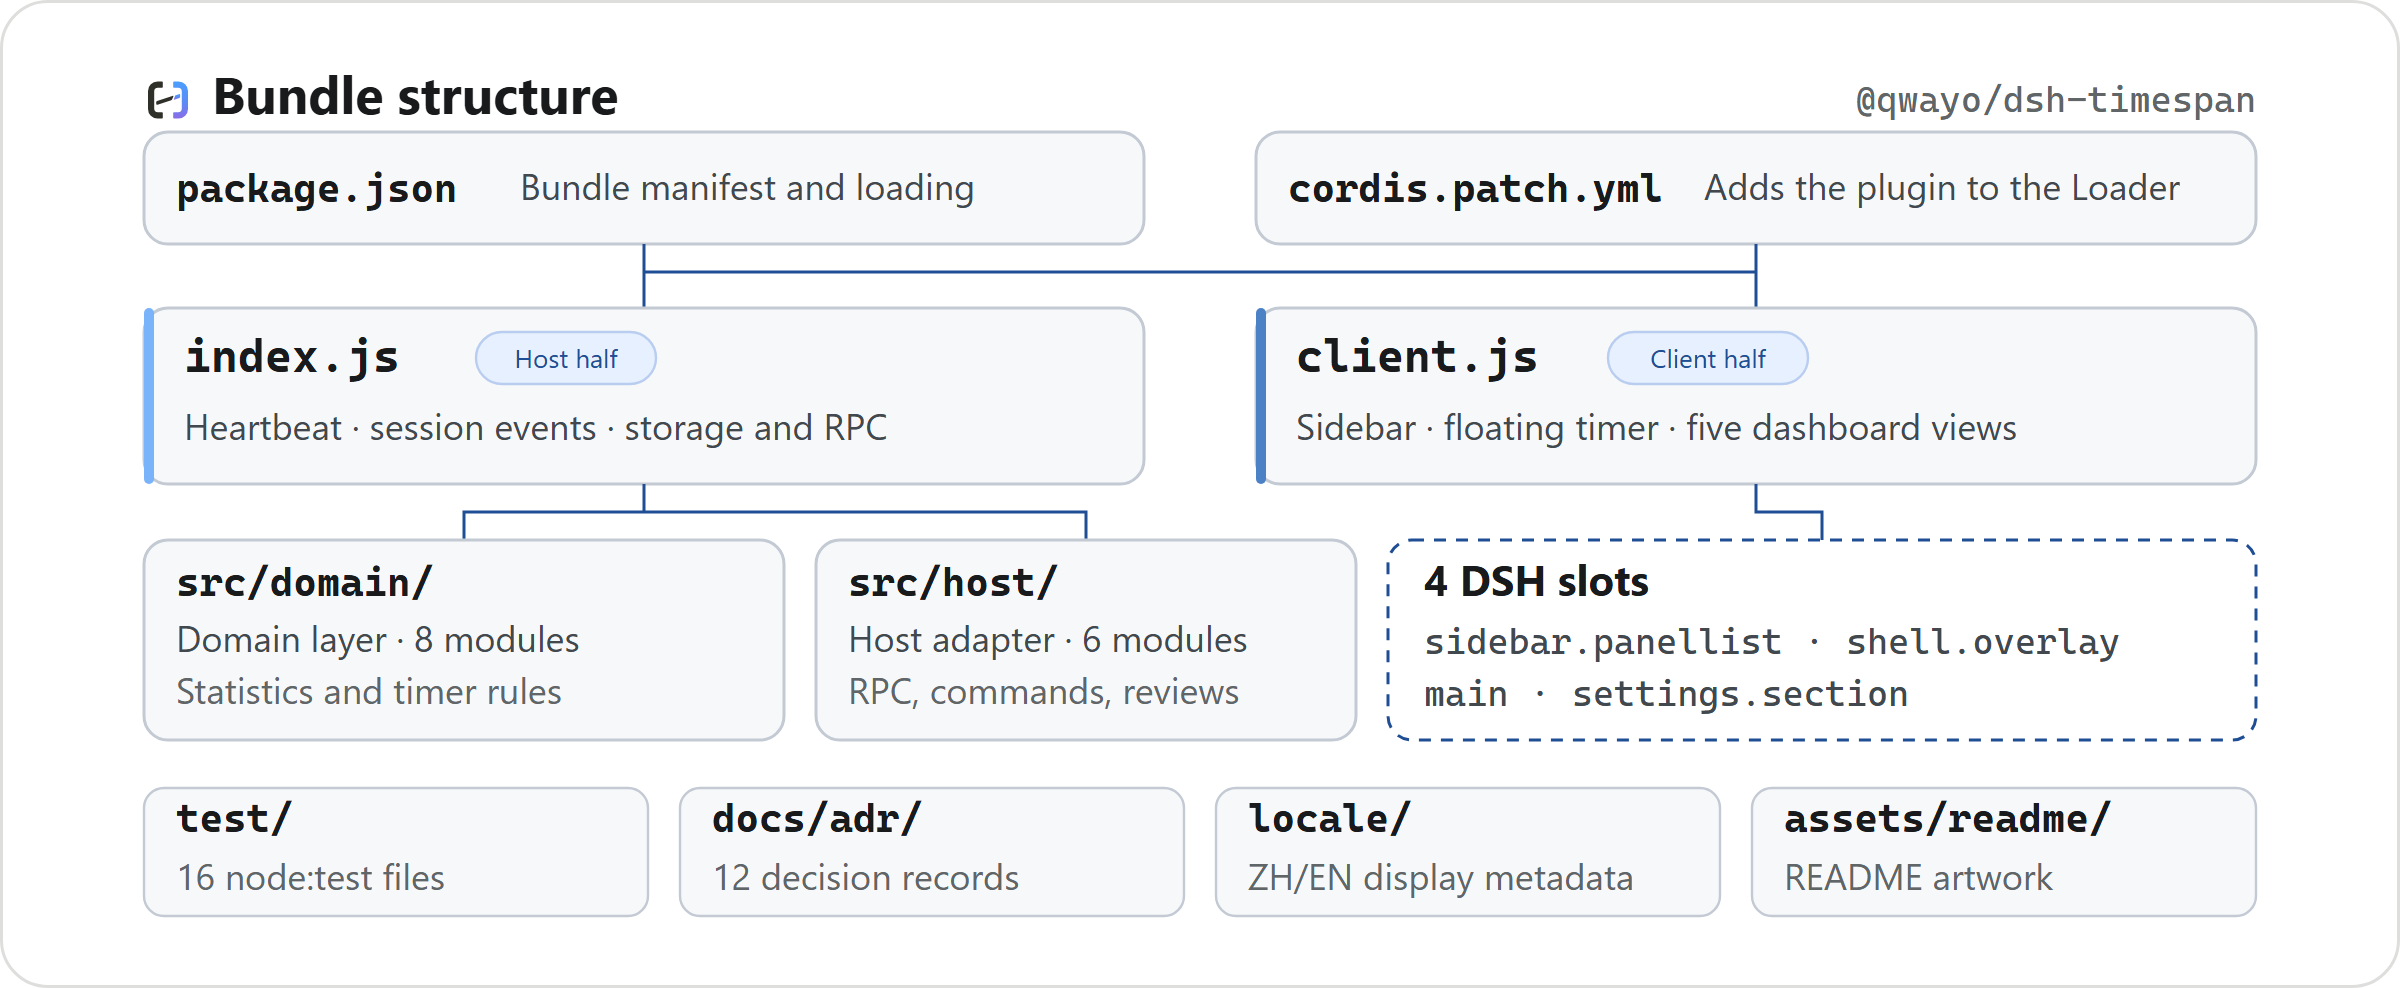 Bundle structure
@qwayo/dsh-timespan
package.json Bundle manifest and loading
cordis.patch.yml Adds the plugin to the Loader
index.js Host half
Heartbeat · session events · storage and RPC
client.js Client half
Sidebar · floating timer · five dashboard views
src/domain/
Domain layer · 8 modules
Statistics and timer rules
src/host/
Host adapter · 6 modules
RPC, commands, reviews
4 DSH slots
sidebar.panellist · shell.overlay
main · settings.section
test/
16 node:test files
docs/adr/
12 decision records
locale/
ZH/EN display metadata
assets/readme/
README artwork